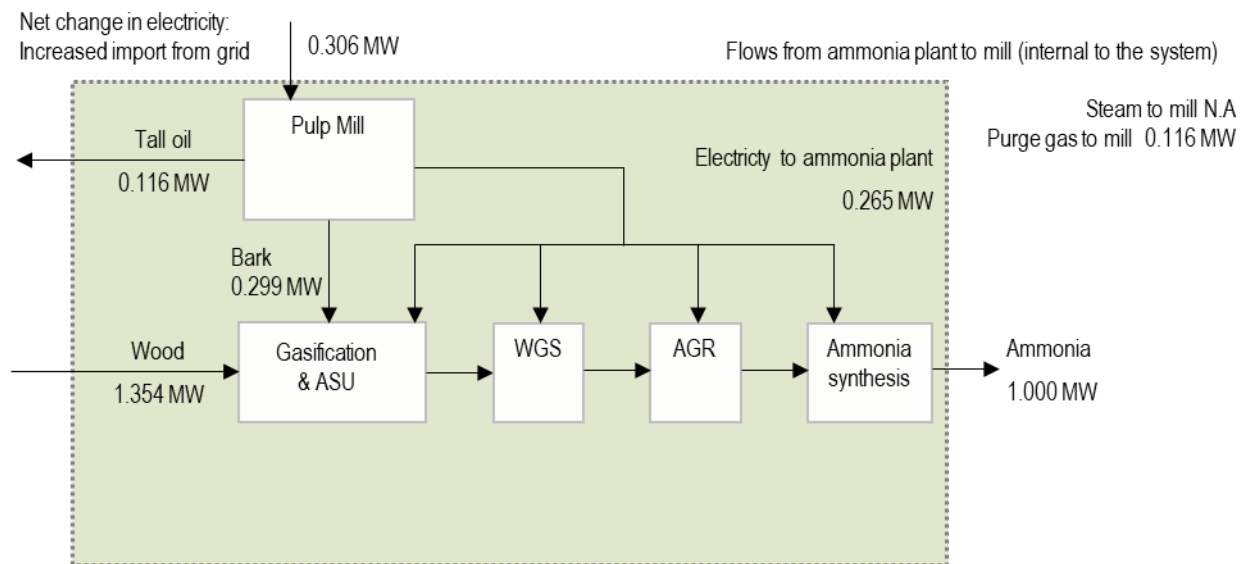 Net change in electricity:
Increased import from grid
0.306 MW
Flows from ammonia plant to mill (internal to the system)
Steam to mill N.A
Purge gas to mill 0.116 MW
Pulp Mill
Tall oil
0.116 MW
Electricty to ammonia plant
0.265 MW
Bark
0.299 MW
Wood
1.354 MW
Gasification
& ASU
WGS
AGR
Ammonia
synthesis
Ammonia
1.000 MW